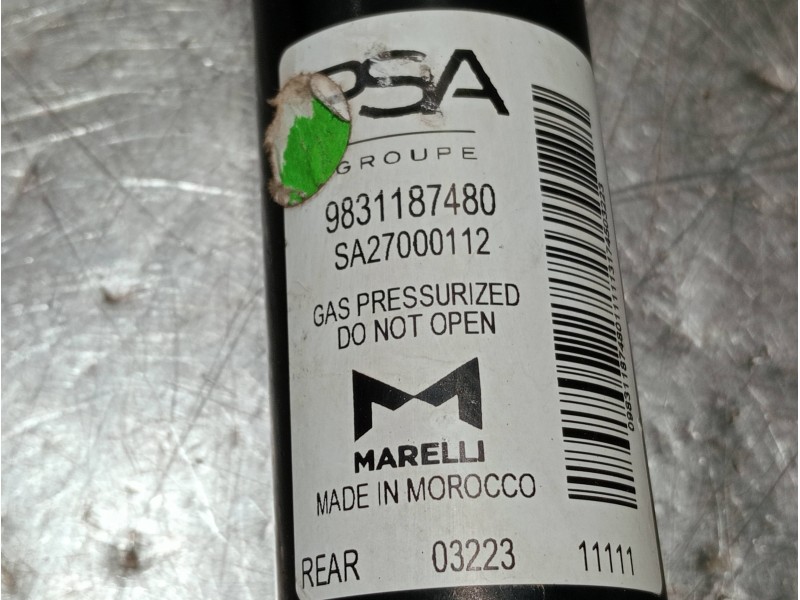 PSA
GROUPE
9831187480
SA27000112
GAS PRESSURIZED
DO NOT OPEN
MARELLI
MADE IN MOROCCO
REAR 03223 11111